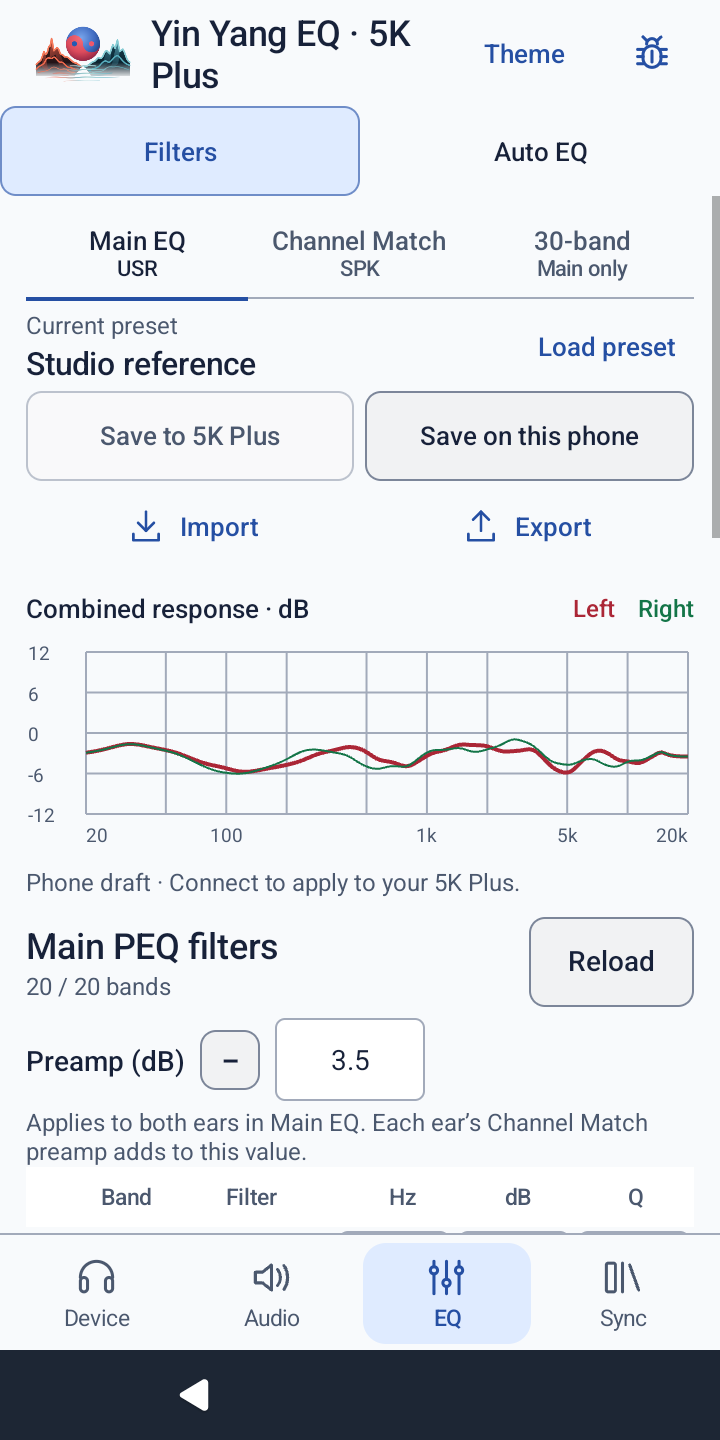 Yin Yang EQ · 5K
Plus
Theme
Filters
Auto EQ
Main EQ
USR
Channel Match
SPK
30-band
Main only
Current preset
Studio reference
Load preset
Save to 5K Plus
Save on this phone
Import
Export
Combined response · dB
Left
Right
12
6
0
-6
-12
20
100
1k
5k
20k
Phone draft · Connect to apply to your 5K Plus.
Main PEQ filters
20 / 20 bands
Reload
Preamp (dB)
−
3.5
Applies to both ears in Main EQ. Each ear’s Channel Match
preamp adds to this value.
Band
Filter
Hz
dB
Q
Device
Audio
EQ
Sync